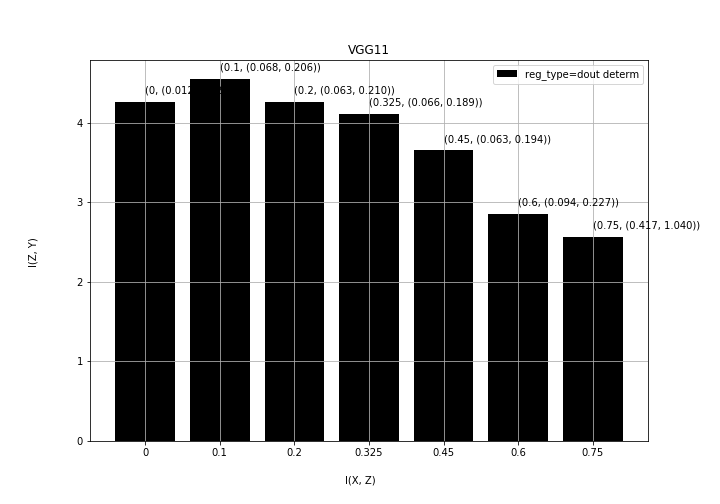 VGG11
reg_type=dout determ
(0, (0.012
(0.1, (0.068, 0.206))
(0.2, (0.063, 0.210))
(0.325, (0.066, 0.189))
(0.45, (0.063, 0.194))
(0.6, (0.094, 0.227))
(0.75, (0.417, 1.040))
I(Z, Y)
4
3
2
1
0
0 0.1 0.2 0.325 0.45 0.6 0.75
I(X, Z)